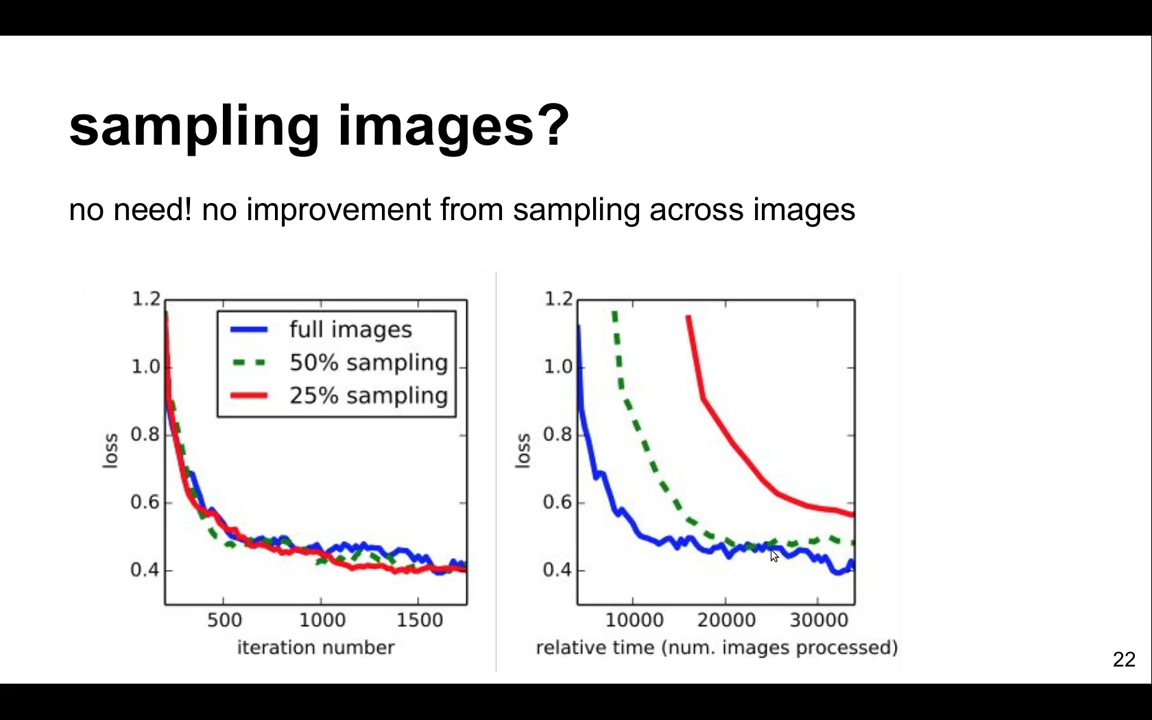 sampling images?
no need! no improvement from sampling across images
1.2
1.0
0.8
0.6
0.4
loss
full images
50% sampling
25% sampling
500 1000 1500
iteration number
1.2
1.0
0.8
0.6
0.4
loss
10000 20000 30000
relative time (num. images processed)
22